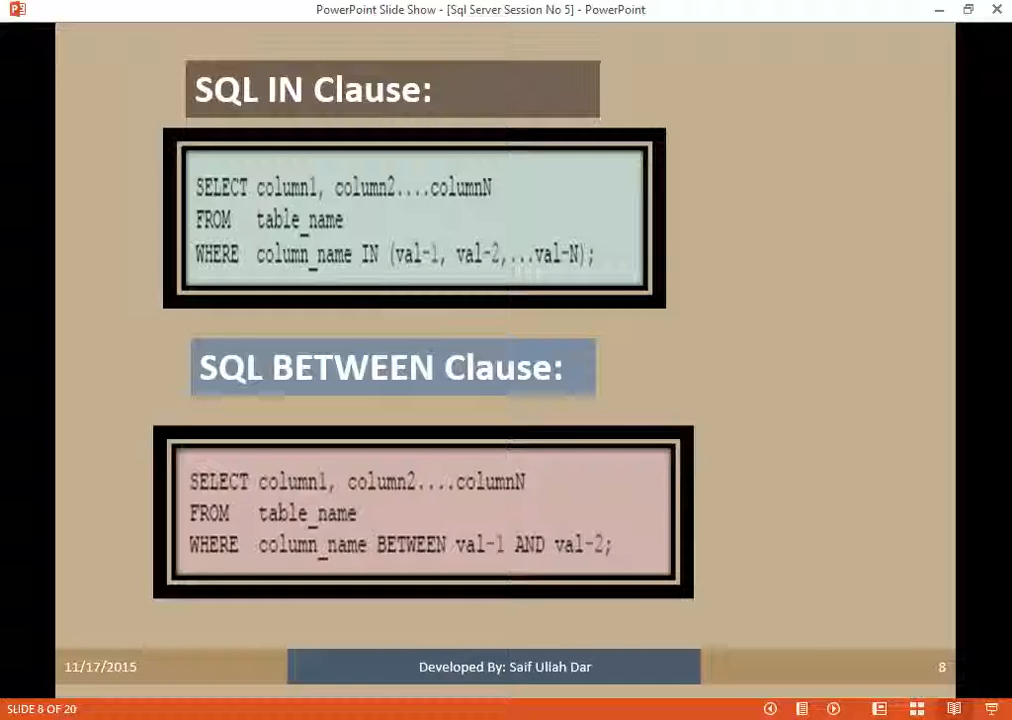 PowerPoint Slide Show - [Sql Server Session No 5] - PowerPoint
SQL IN Clause:
SELECT column1, column2....columnN
FROM table_name
WHERE column_name IN (val-1, val-2,...val-N);
SQL BETWEEN Clause:
SELECT column1, column2....columnN
FROM table_name
WHERE column_name BETWEEN val-1 AND val-2;
11/17/2015
Developed By: Saif Ullah Dar
8
SLIDE 8 OF 20